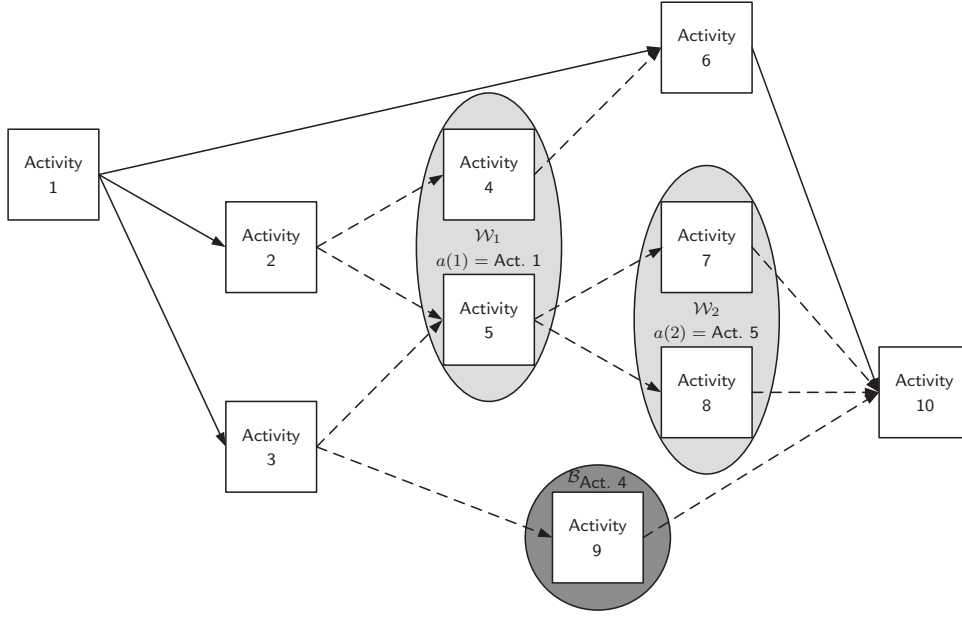 Activity
6
Activity
1
Activity
4
Activity
2
𝒲₁
a(1) = Act. 1
Activity
5
Activity
7
𝒲₂
a(2) = Act. 5
Activity
8
Activity
10
Activity
3
ℬAct. 4
Activity
9